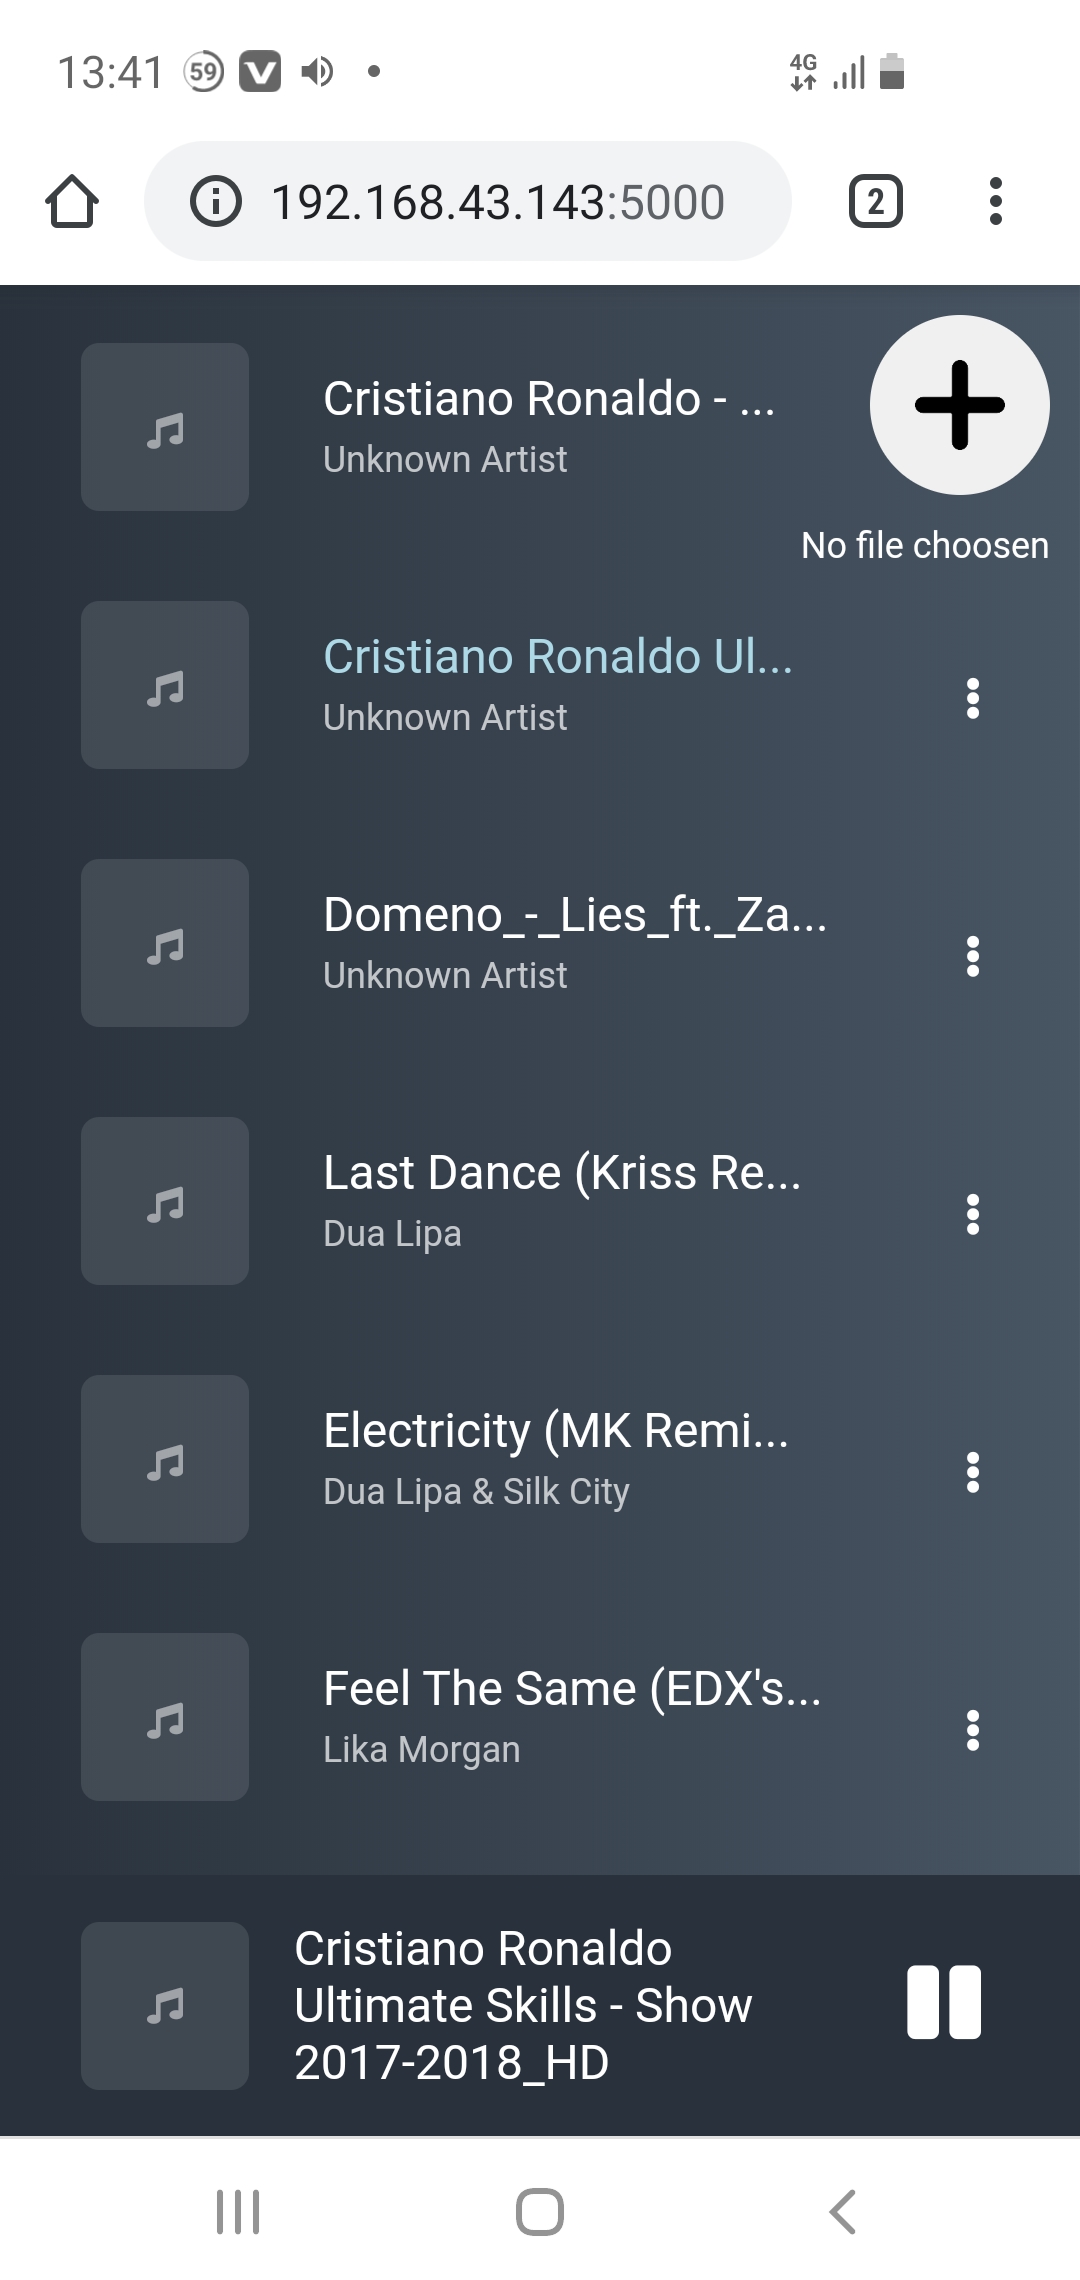 13:41 59 V 4G
192.168.43.143:5000 2
Cristiano Ronaldo - ...
Unknown Artist
No file choosen
Cristiano Ronaldo Ul...
Unknown Artist
Domeno_-_Lies_ft._Za...
Unknown Artist
Last Dance (Kriss Re...
Dua Lipa
Electricity (MK Remi...
Dua Lipa & Silk City
Feel The Same (EDX's...
Lika Morgan
Cristiano Ronaldo
Ultimate Skills - Show
2017-2018_HD